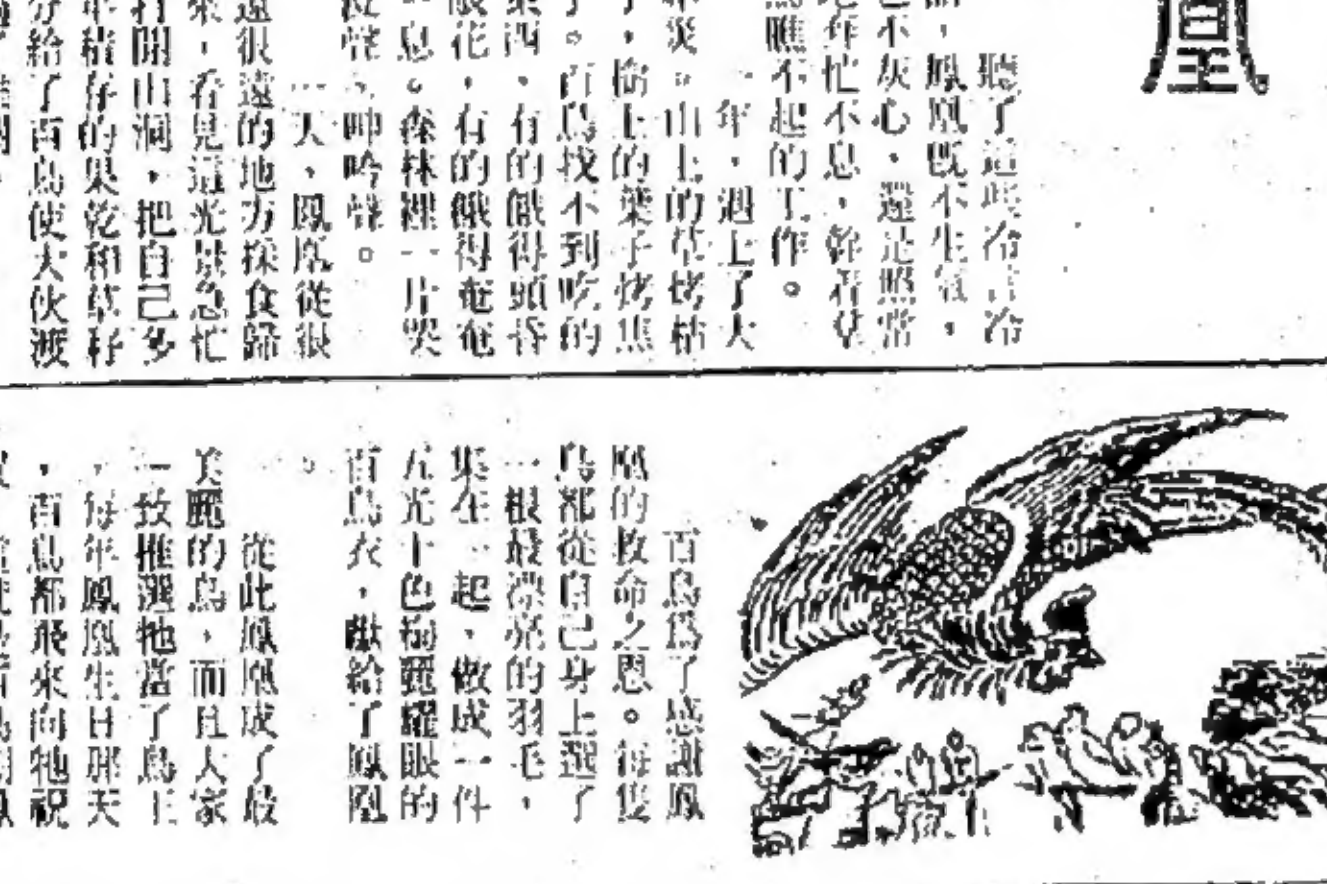 凰
聽了這些冷言冷
，鳳凰既不生氣，
不灰心，還是照常
年忙不息，幹着草
鳥瞧不起的工作。
一年，遇上了大
災。山上的草烤枯
，樹上的葉子烤焦
。百鳥找不到吃的
東西，有的餓得頭昏
眼花，有的餓得奄奄
一息。森林裡一片哭
泣聲、呻吟聲。
一天，鳳凰從很
遠很遠的地方採食歸
來，看見這光景急忙
打開山洞，把自己多
年積存的果乾和草籽
分給了百鳥使大伙渡
百鳥爲了感謝鳳
凰的救命之恩。每隻
鳥都從自己身上選了
一根最漂亮的羽毛，
集在一起，做成一件
五光十色絢麗耀眼的
百鳥衣，獻給了鳳凰
。
從此鳳凰成了最
美麗的鳥，而且大家
一致推選牠當了鳥王
，每年鳳凰生日那天
，百鳥都飛來向牠祝